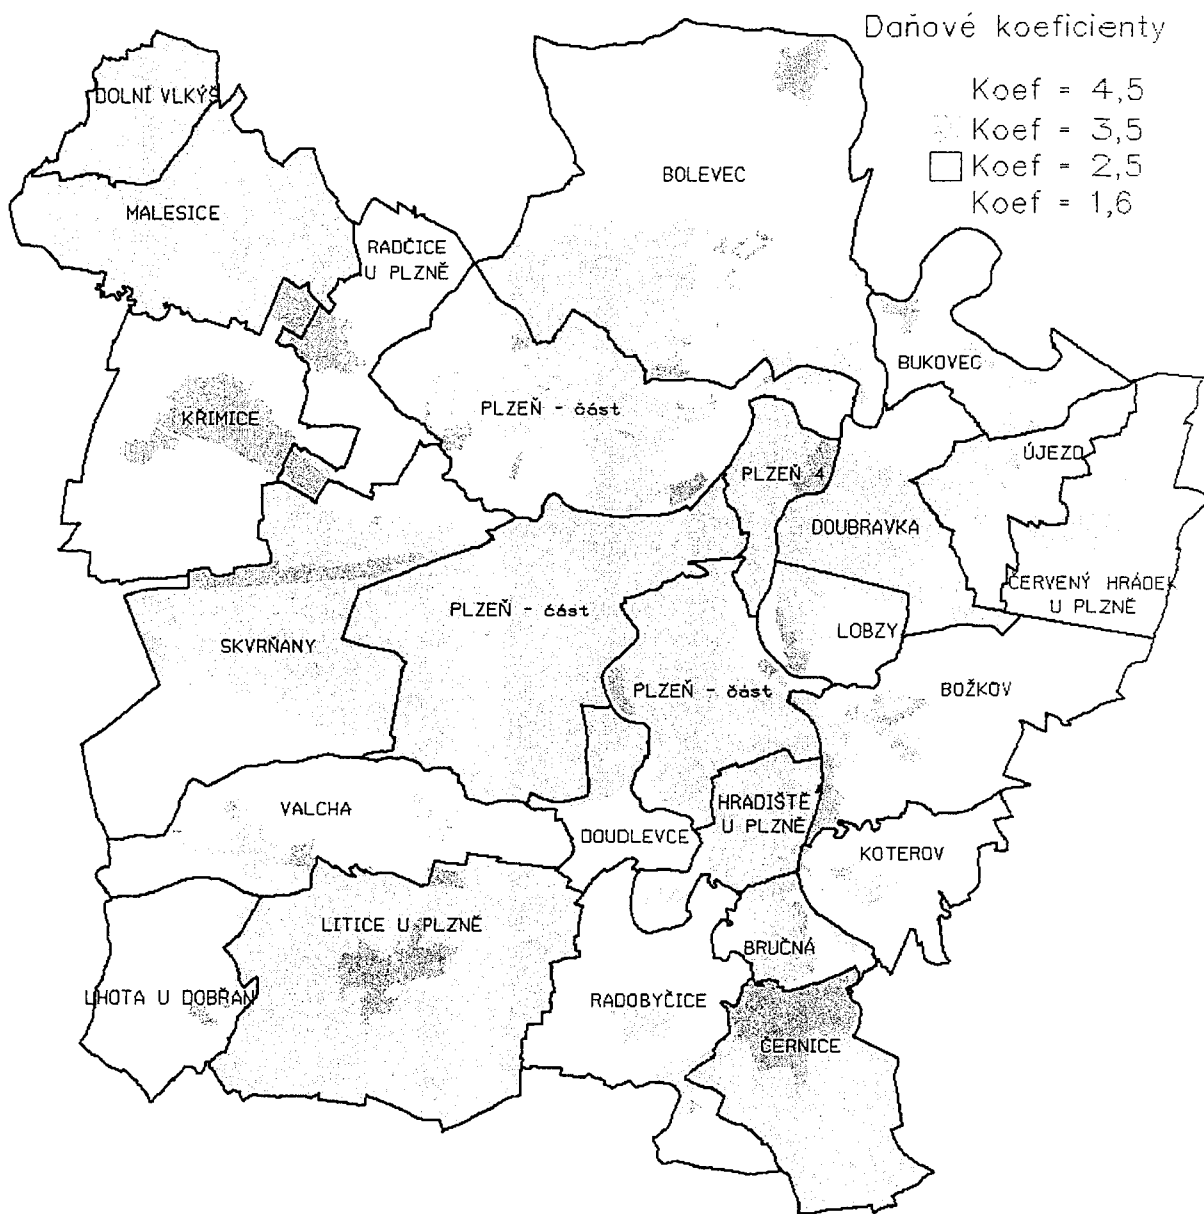 Daňové koeficienty
Koef = 4,5
Koef = 3,5
Koef = 2,5
Koef = 1,6
DOLNÍ VLKÝŠ
MALESICE
BOLEVEC
RADČICE
U PLZNĚ
BUKOVEC
KŘIMICE
PLZEŇ - část
PLZEŇ 4
ÚJEZD
DOUBRAVKA
ČERVENÝ HRÁDEK
U PLZNĚ
PLZEŇ - část
LOBZY
SKVRŇANY
PLZEŇ - část
BOŽKOV
VALCHA
HRADIŠTĚ
U PLZNĚ
DOUDLEVCE
KOTEROV
LITICE U PLZNĚ
BRUČNÁ
LHOTA U DOBŘAN
RADOBYČICE
ČERNICE